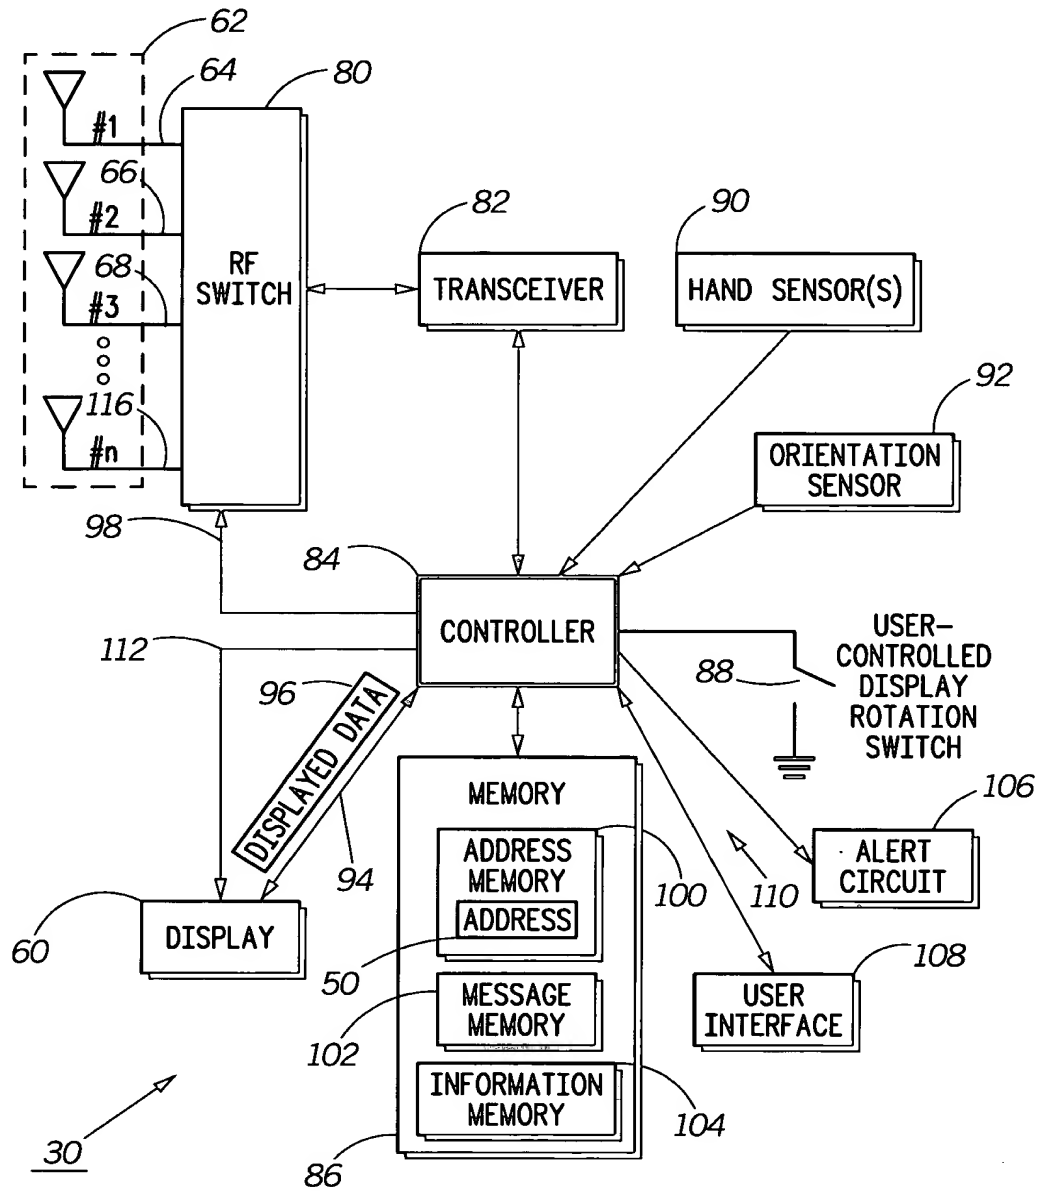 62
64
80
#1
66
#2
82
90
68
#3
RF
SWITCH
TRANSCEIVER
HAND SENSOR(S)
116
#n
92
ORIENTATION
SENSOR
98
84
CONTROLLER
112
96
DISPLAYED DATA
88
USER-
CONTROLLED
DISPLAY
ROTATION
SWITCH
94
MEMORY
106
ADDRESS
MEMORY
ADDRESS
100
110
ALERT
CIRCUIT
60
DISPLAY
50
108
MESSAGE
MEMORY
102
USER
INTERFACE
INFORMATION
MEMORY
104
30
86